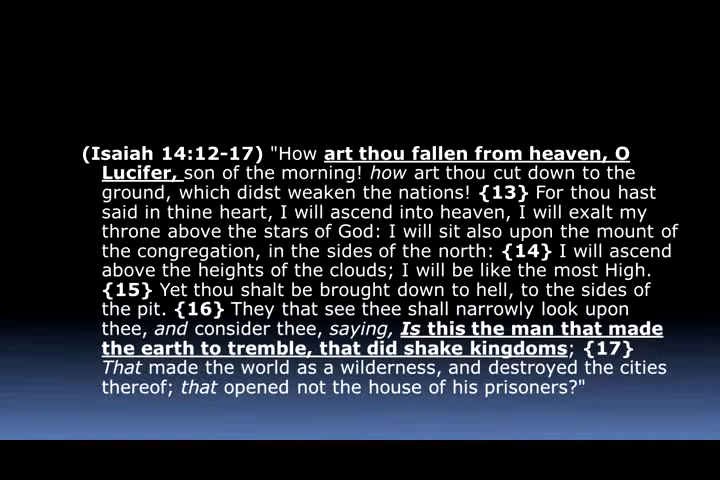 (Isaiah 14:12-17) "How art thou fallen from heaven, O
Lucifer, son of the morning! how art thou cut down to the
ground, which didst weaken the nations! {13} For thou hast
said in thine heart, I will ascend into heaven, I will exalt my
throne above the stars of God: I will sit also upon the mount of
the congregation, in the sides of the north: {14} I will ascend
above the heights of the clouds; I will be like the most High.
{15} Yet thou shalt be brought down to hell, to the sides of
the pit. {16} They that see thee shall narrowly look upon
thee, and consider thee, saying, Is this the man that made
the earth to tremble, that did shake kingdoms; {17}
That made the world as a wilderness, and destroyed the cities
thereof; that opened not the house of his prisoners?"